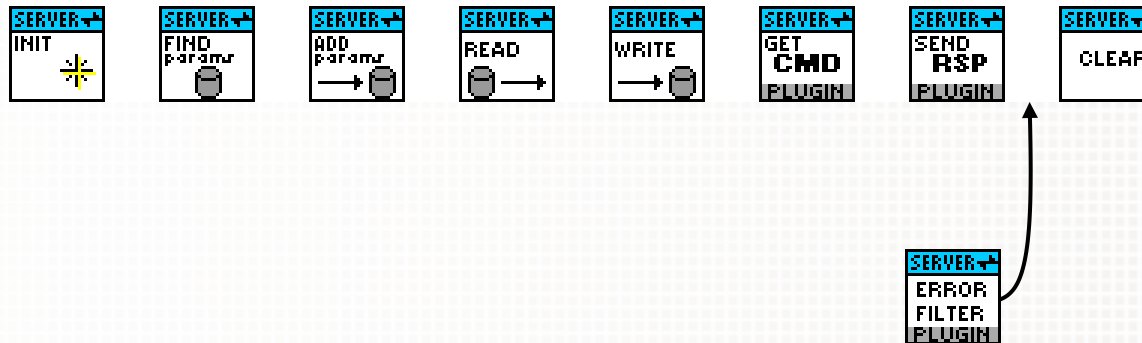 SERVER
INIT
SERVER
FIND
params
SERVER
ADD
params
SERVER
READ
SERVER
WRITE
SERVER
GET
CMD
PLUGIN
SERVER
SEND
RSP
PLUGIN
SERVER
CLEAR
SERVER
ERROR
FILTER
PLUGIN